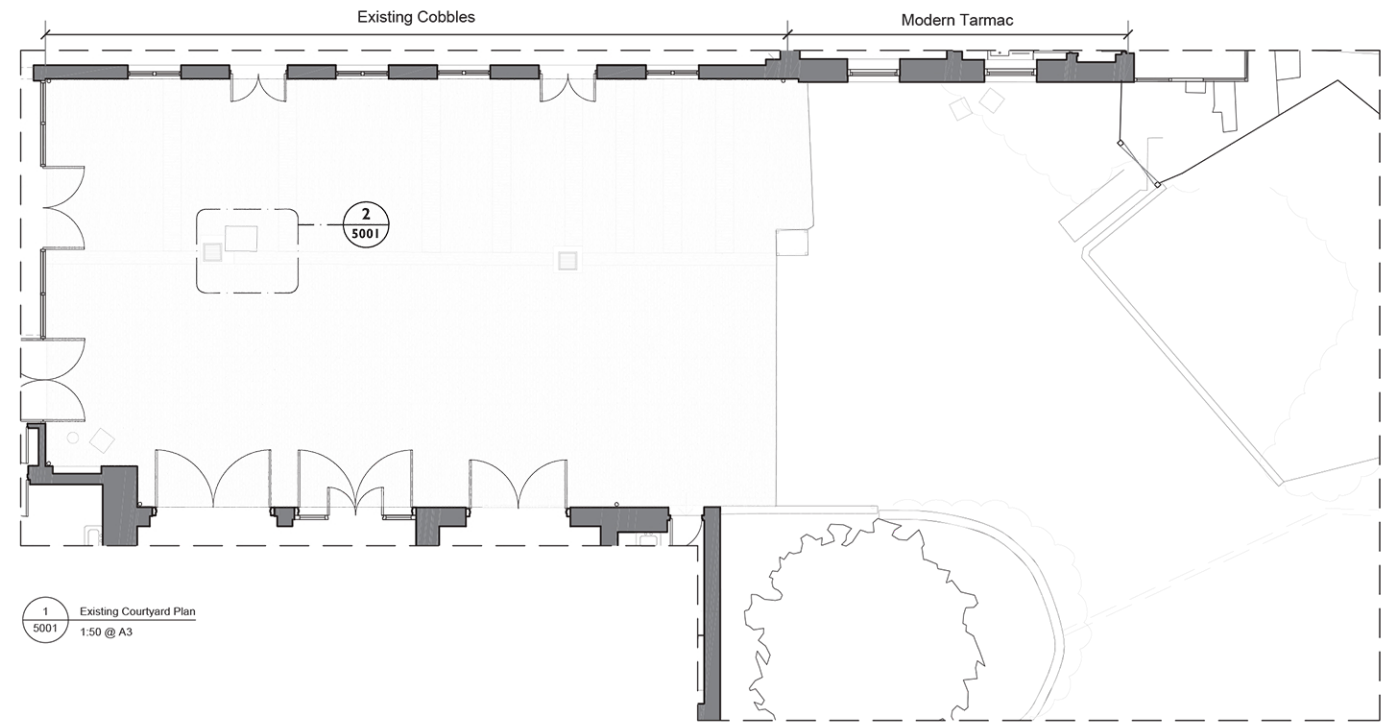 Existing Cobbles
Modern Tarmac
2
5001
1
5001
Existing Courtyard Plan
1:50 @ A3